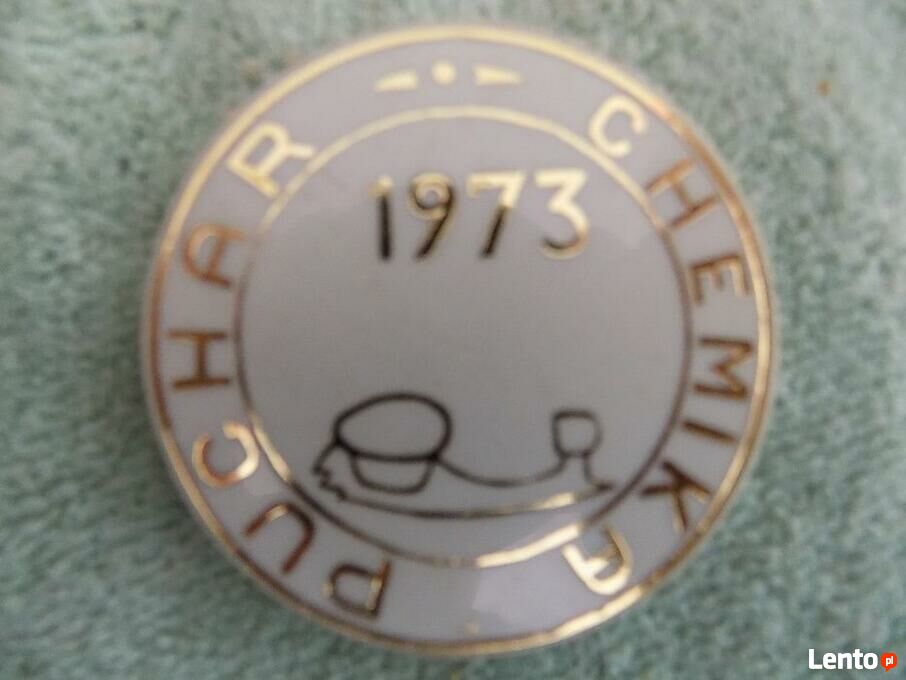 PUCHAR CHEMIKA
1973
Lento pl